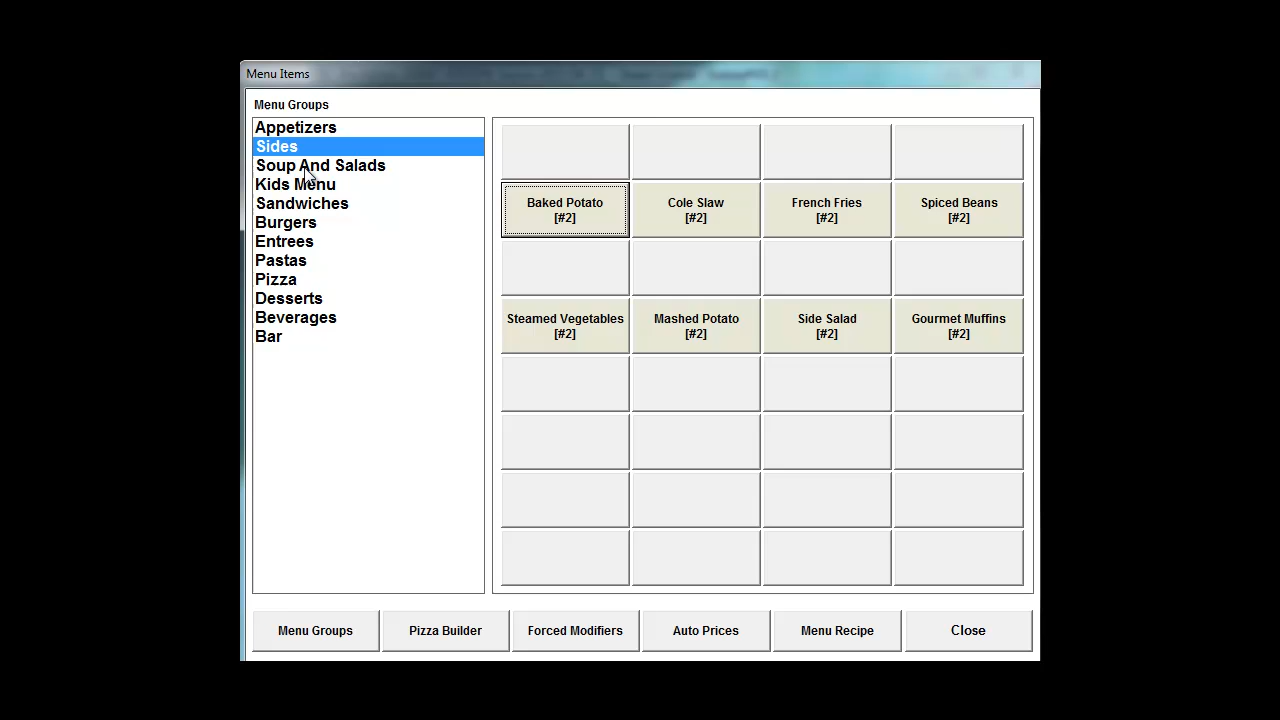 Menu Items
Menu Groups
Appetizers
Sides
Soup And Salads
Kids Menu
Sandwiches
Burgers
Entrees
Pastas
Pizza
Desserts
Beverages
Bar
Baked Potato
[#2]
Cole Slaw
[#2]
French Fries
[#2]
Spiced Beans
[#2]
Steamed Vegetables
[#2]
Mashed Potato
[#2]
Side Salad
[#2]
Gourmet Muffins
[#2]
Menu Groups
Pizza Builder
Forced Modifiers
Auto Prices
Menu Recipe
Close